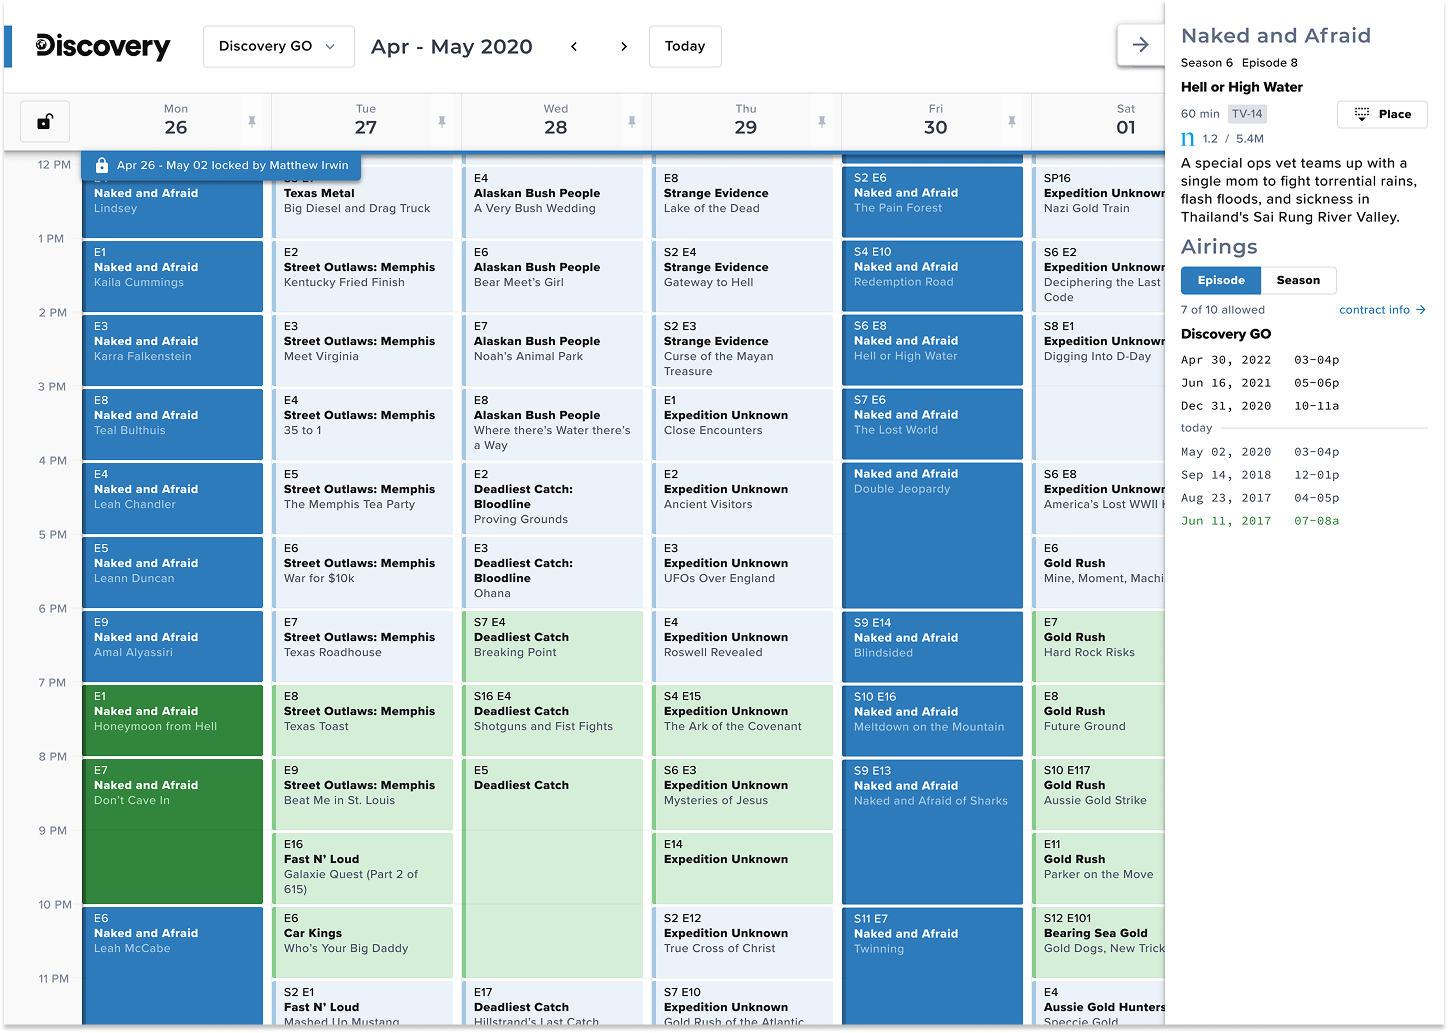 Discovery
Discovery GO
Apr - May 2020
Today
Mon
26
Tue
27
Wed
28
Thu
29
Fri
30
Sat
01
Apr 26 - May 02 locked by Matthew Irwin
12 PM
1 PM
2 PM
3 PM
4 PM
5 PM
6 PM
7 PM
8 PM
9 PM
10 PM
11 PM
Naked and Afraid
Lindsey
E1
Naked and Afraid
Kaila Cummings
E3
Naked and Afraid
Karra Falkenstein
E8
Naked and Afraid
Teal Bulthuis
E4
Naked and Afraid
Leah Chandler
E5
Naked and Afraid
Leann Duncan
E9
Naked and Afraid
Amal Alyassiri
E1
Naked and Afraid
Honeymoon from Hell
E7
Naked and Afraid
Don't Cave In
E6
Naked and Afraid
Leah McCabe
Texas Metal
Big Diesel and Drag Truck
E2
Street Outlaws: Memphis
Kentucky Fried Finish
E3
Street Outlaws: Memphis
Meet Virginia
E4
Street Outlaws: Memphis
35 to 1
E5
Street Outlaws: Memphis
The Memphis Tea Party
E6
Street Outlaws: Memphis
War for $10k
E7
Street Outlaws: Memphis
Texas Roadhouse
E8
Street Outlaws: Memphis
Texas Toast
E9
Street Outlaws: Memphis
Beat Me in St. Louis
E16
Fast N' Loud
Galaxie Quest (Part 2 of
615)
E6
Car Kings
Who's Your Big Daddy
S2 E1
Fast N' Loud
Mashed Up Mustang
E4
Alaskan Bush People
A Very Bush Wedding
E6
Alaskan Bush People
Bear Meet's Girl
E7
Alaskan Bush People
Noah's Animal Park
E8
Alaskan Bush People
Where there's Water there's
a Way
E2
Deadliest Catch:
Bloodline
Proving Grounds
E3
Deadliest Catch:
Bloodline
Ohana
S7 E4
Deadliest Catch
Breaking Point
S16 E4
Deadliest Catch
Shotguns and Fist Fights
E5
Deadliest Catch
E17
Deadliest Catch
Hillstrand's Last Catch
E8
Strange Evidence
Lake of the Dead
S2 E4
Strange Evidence
Gateway to Hell
S2 E3
Strange Evidence
Curse of the Mayan
Treasure
E1
Expedition Unknown
Close Encounters
E2
Expedition Unknown
Ancient Visitors
E3
Expedition Unknown
UFOs Over England
E4
Expedition Unknown
Roswell Revealed
S4 E15
Expedition Unknown
The Ark of the Covenant
S6 E3
Expedition Unknown
Mysteries of Jesus
E14
Expedition Unknown
S2 E12
Expedition Unknown
True Cross of Christ
S7 E10
Expedition Unknown
Gold Rush of the Atlantic
S2 E6
Naked and Afraid
The Pain Forest
S4 E10
Naked and Afraid
Redemption Road
S6 E8
Naked and Afraid
Hell or High Water
S7 E6
Naked and Afraid
The Lost World
Naked and Afraid
Double Jeopardy
S9 E14
Naked and Afraid
Blindsided
S10 E16
Naked and Afraid
Meltdown on the Mountain
S9 E13
Naked and Afraid
Naked and Afraid of Sharks
S11 E7
Naked and Afraid
Twinning
SP16
Expedition Unknown
Nazi Gold Train
S6 E2
Expedition Unknown
Deciphering the Last
Code
S8 E1
Expedition Unknown
Digging Into D-Day
S6 E8
Expedition Unknown
America's Lost WWII
E6
Gold Rush
Mine, Moment, Machi
E7
Gold Rush
Hard Rock Risks
E8
Gold Rush
Future Ground
S10 E117
Gold Rush
Aussie Gold Strike
E11
Gold Rush
Parker on the Move
S12 E101
Bearing Sea Gold
Gold Dogs, New Trick
E4
Aussie Gold Hunters
Speccie Gold
Naked and Afraid
Season 6 Episode 8
Hell or High Water
60 min TV-14
Place
n 1.2 / 5.4M
A special ops vet teams up with a
single mom to fight torrential rains,
flash floods, and sickness in
Thailand's Sai Rung River Valley.
Airings
Episode Season
7 of 10 allowed contract info
Discovery GO
Apr 30, 2022 03-04p
Jun 16, 2021 05-06p
Dec 31, 2020 10-11a
today
May 02, 2020 03-04p
Sep 14, 2018 12-01p
Aug 23, 2017 04-05p
Jun 11, 2017 07-08a